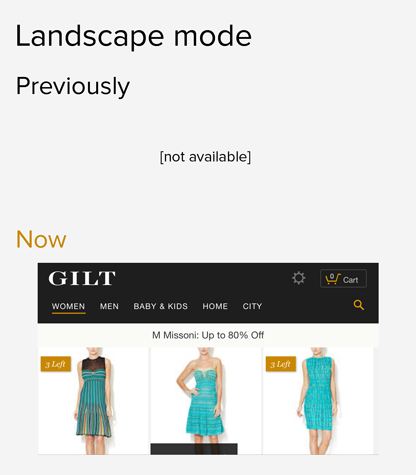 Landscape mode
Previously
[not available]
Now
GILT
0 Cart
WOMEN MEN BABY & KIDS HOME CITY
M Missoni: Up to 80% Off
3 Left
3 Left